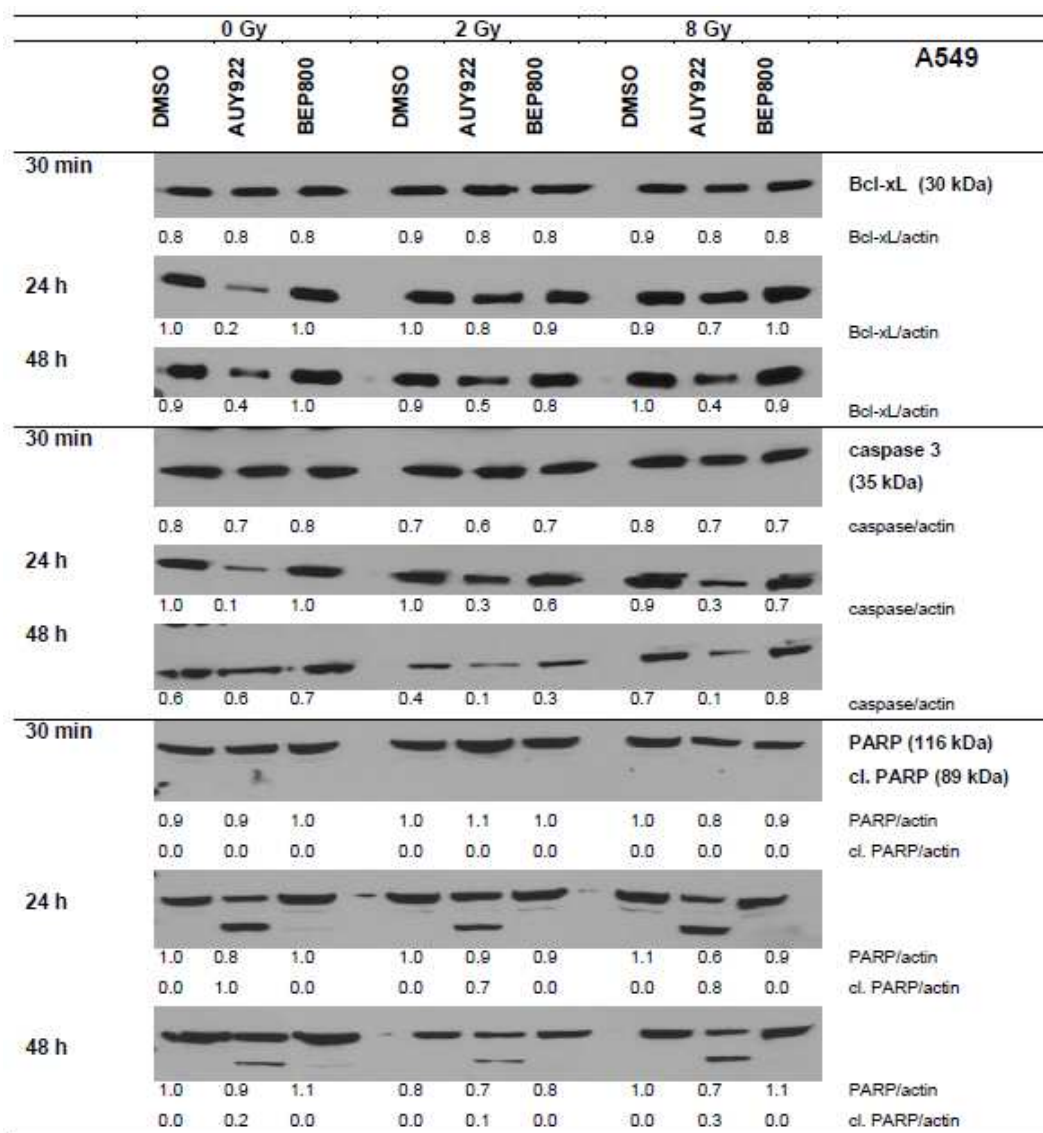 0 Gy 2 Gy 8 Gy
A549
DMSO AUY922 BEP800 DMSO AUY922 BEP800 DMSO AUY922 BEP800
30 min
Bcl-xL (30 kDa)
0.8 0.8 0.8 0.9 0.8 0.8 0.9 0.8 0.8 Bcl-xL/actin
24 h
1.0 0.2 1.0 1.0 0.8 0.9 0.9 0.7 1.0 Bcl-xL/actin
48 h
0.9 0.4 1.0 0.9 0.5 0.8 1.0 0.4 0.9 Bcl-xL/actin
30 min
caspase 3
(35 kDa)
0.8 0.7 0.8 0.7 0.6 0.7 0.8 0.7 0.7 caspase/actin
24 h
1.0 0.1 1.0 1.0 0.3 0.6 0.9 0.3 0.7 caspase/actin
48 h
0.6 0.6 0.7 0.4 0.1 0.3 0.7 0.1 0.8 caspase/actin
30 min
PARP (116 kDa)
cl. PARP (89 kDa)
0.9 0.9 1.0 1.0 1.1 1.0 1.0 0.8 0.9 PARP/actin
0.0 0.0 0.0 0.0 0.0 0.0 0.0 0.0 0.0 cl. PARP/actin
24 h
1.0 0.8 1.0 1.0 0.9 0.9 1.1 0.6 0.9 PARP/actin
0.0 1.0 0.0 0.0 0.7 0.0 0.0 0.8 0.0 cl. PARP/actin
48 h
1.0 0.9 1.1 0.8 0.7 0.8 1.0 0.7 1.1 PARP/actin
0.0 0.2 0.0 0.0 0.1 0.0 0.0 0.3 0.0 cl. PARP/actin